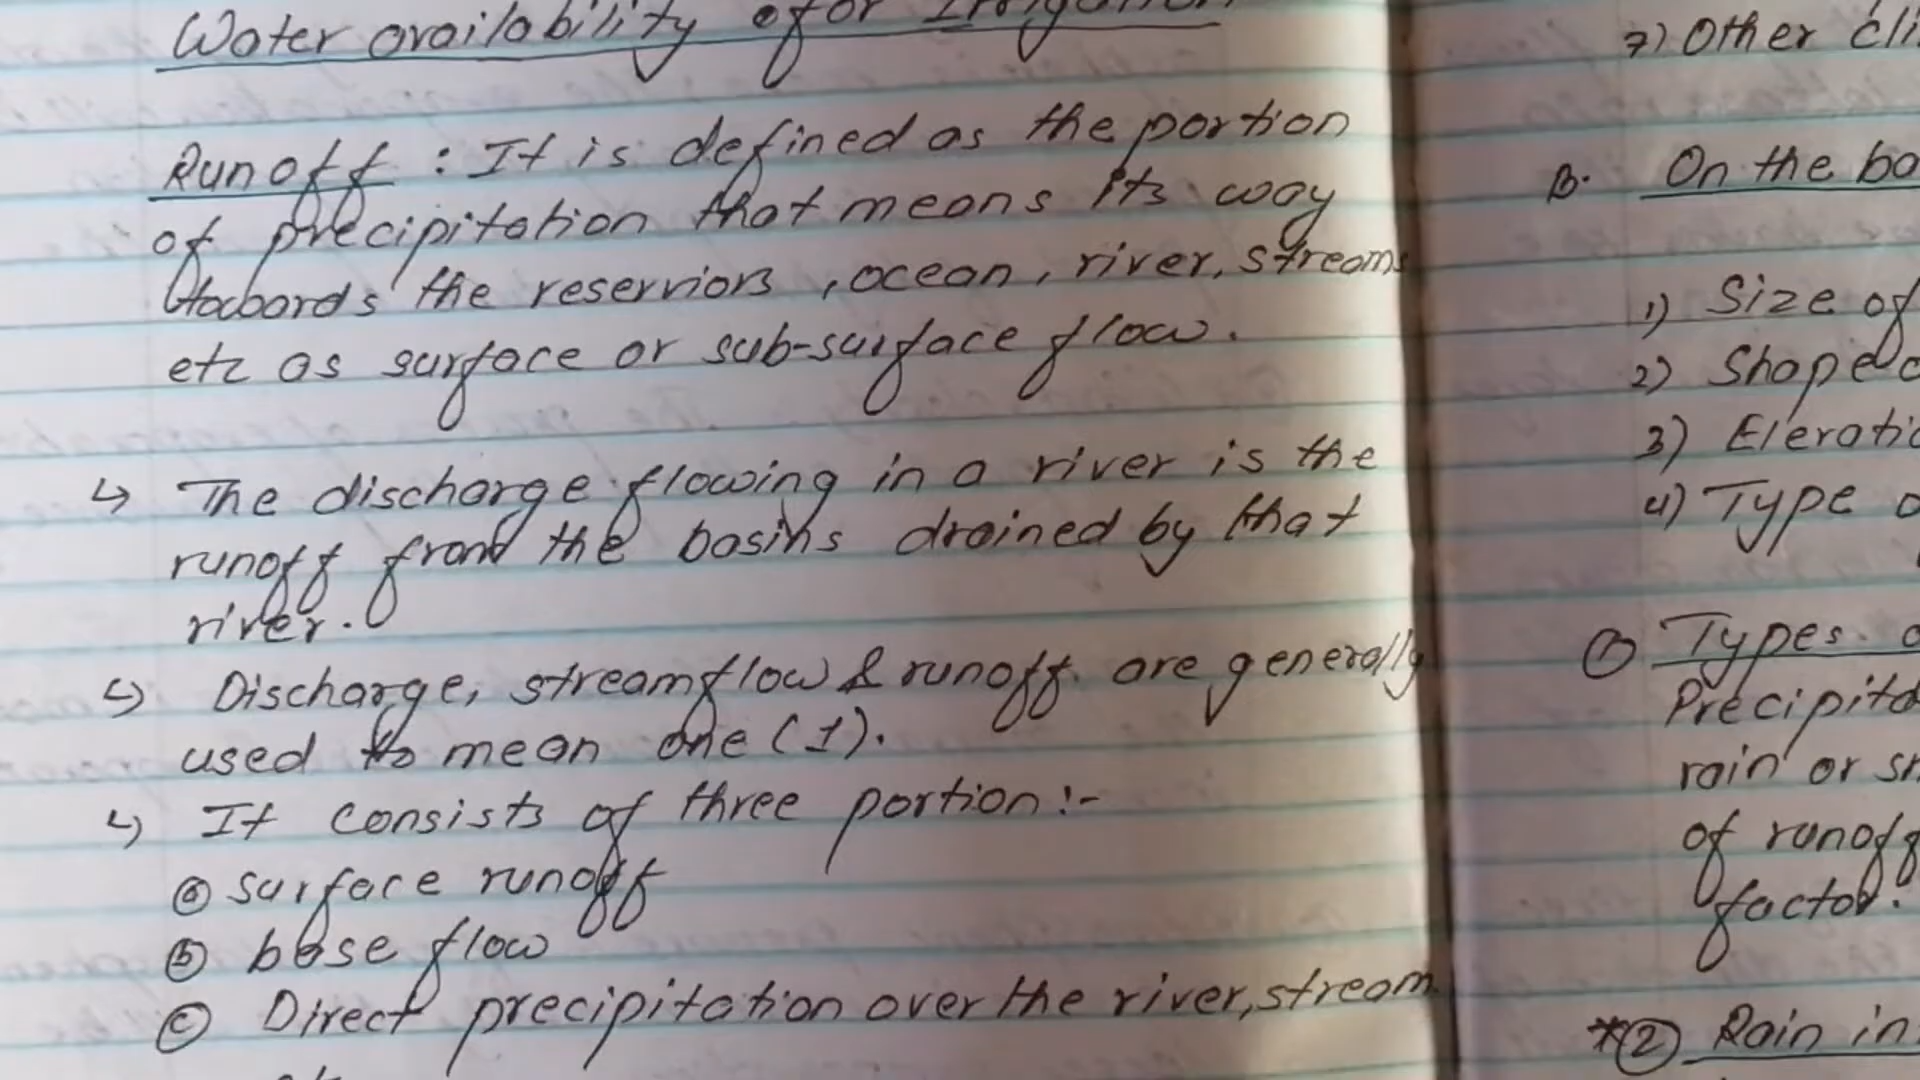 Water availability for Irrigation
Runoff : It is defined as the portion
of precipitation that means its way
towards the reserviors, ocean, river, streams
etc as surface or sub-surface flow.
↳ The discharge flowing in a river is the
runoff from the basins drained by that
river.
↳ Discharge, streamflow & runoff are generally
used to mean one (1).
↳ It consists of three portion :-
ⓐ surface runoff
ⓑ base flow
ⓒ Direct precipitation over the river, stream
7) Other cli
B. On the ba
1) Size of
2) Shape o
3) Elevatio
4) Type o
① Types o
Precipita
rain or sn
of runoff
factor.
*② Rain in